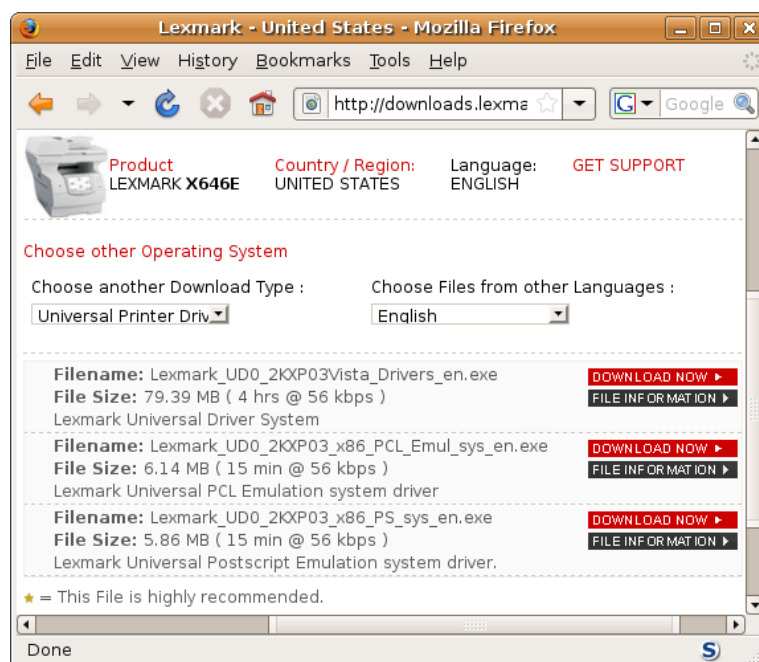 Lexmark - United States - Mozilla Firefox
File Edit View History Bookmarks Tools Help
http://downloads.lexma
G Google
Product Country / Region: Language: GET SUPPORT
LEXMARK X646E UNITED STATES ENGLISH
Choose other Operating System
Choose another Download Type : Choose Files from other Languages :
Universal Printer Driv English
Filename: Lexmark_UD0_2KXP03Vista_Drivers_en.exe DOWNLOAD NOW
File Size: 79.39 MB ( 4 hrs @ 56 kbps ) FILE INFORMATION
Lexmark Universal Driver System
Filename: Lexmark_UD0_2KXP03_x86_PCL_Emul_sys_en.exe DOWNLOAD NOW
File Size: 6.14 MB ( 15 min @ 56 kbps ) FILE INFORMATION
Lexmark Universal PCL Emulation system driver
Filename: Lexmark_UD0_2KXP03_x86_PS_sys_en.exe DOWNLOAD NOW
File Size: 5.86 MB ( 15 min @ 56 kbps ) FILE INFORMATION
Lexmark Universal Postscript Emulation system driver.
= This File is highly recommended.
Done S